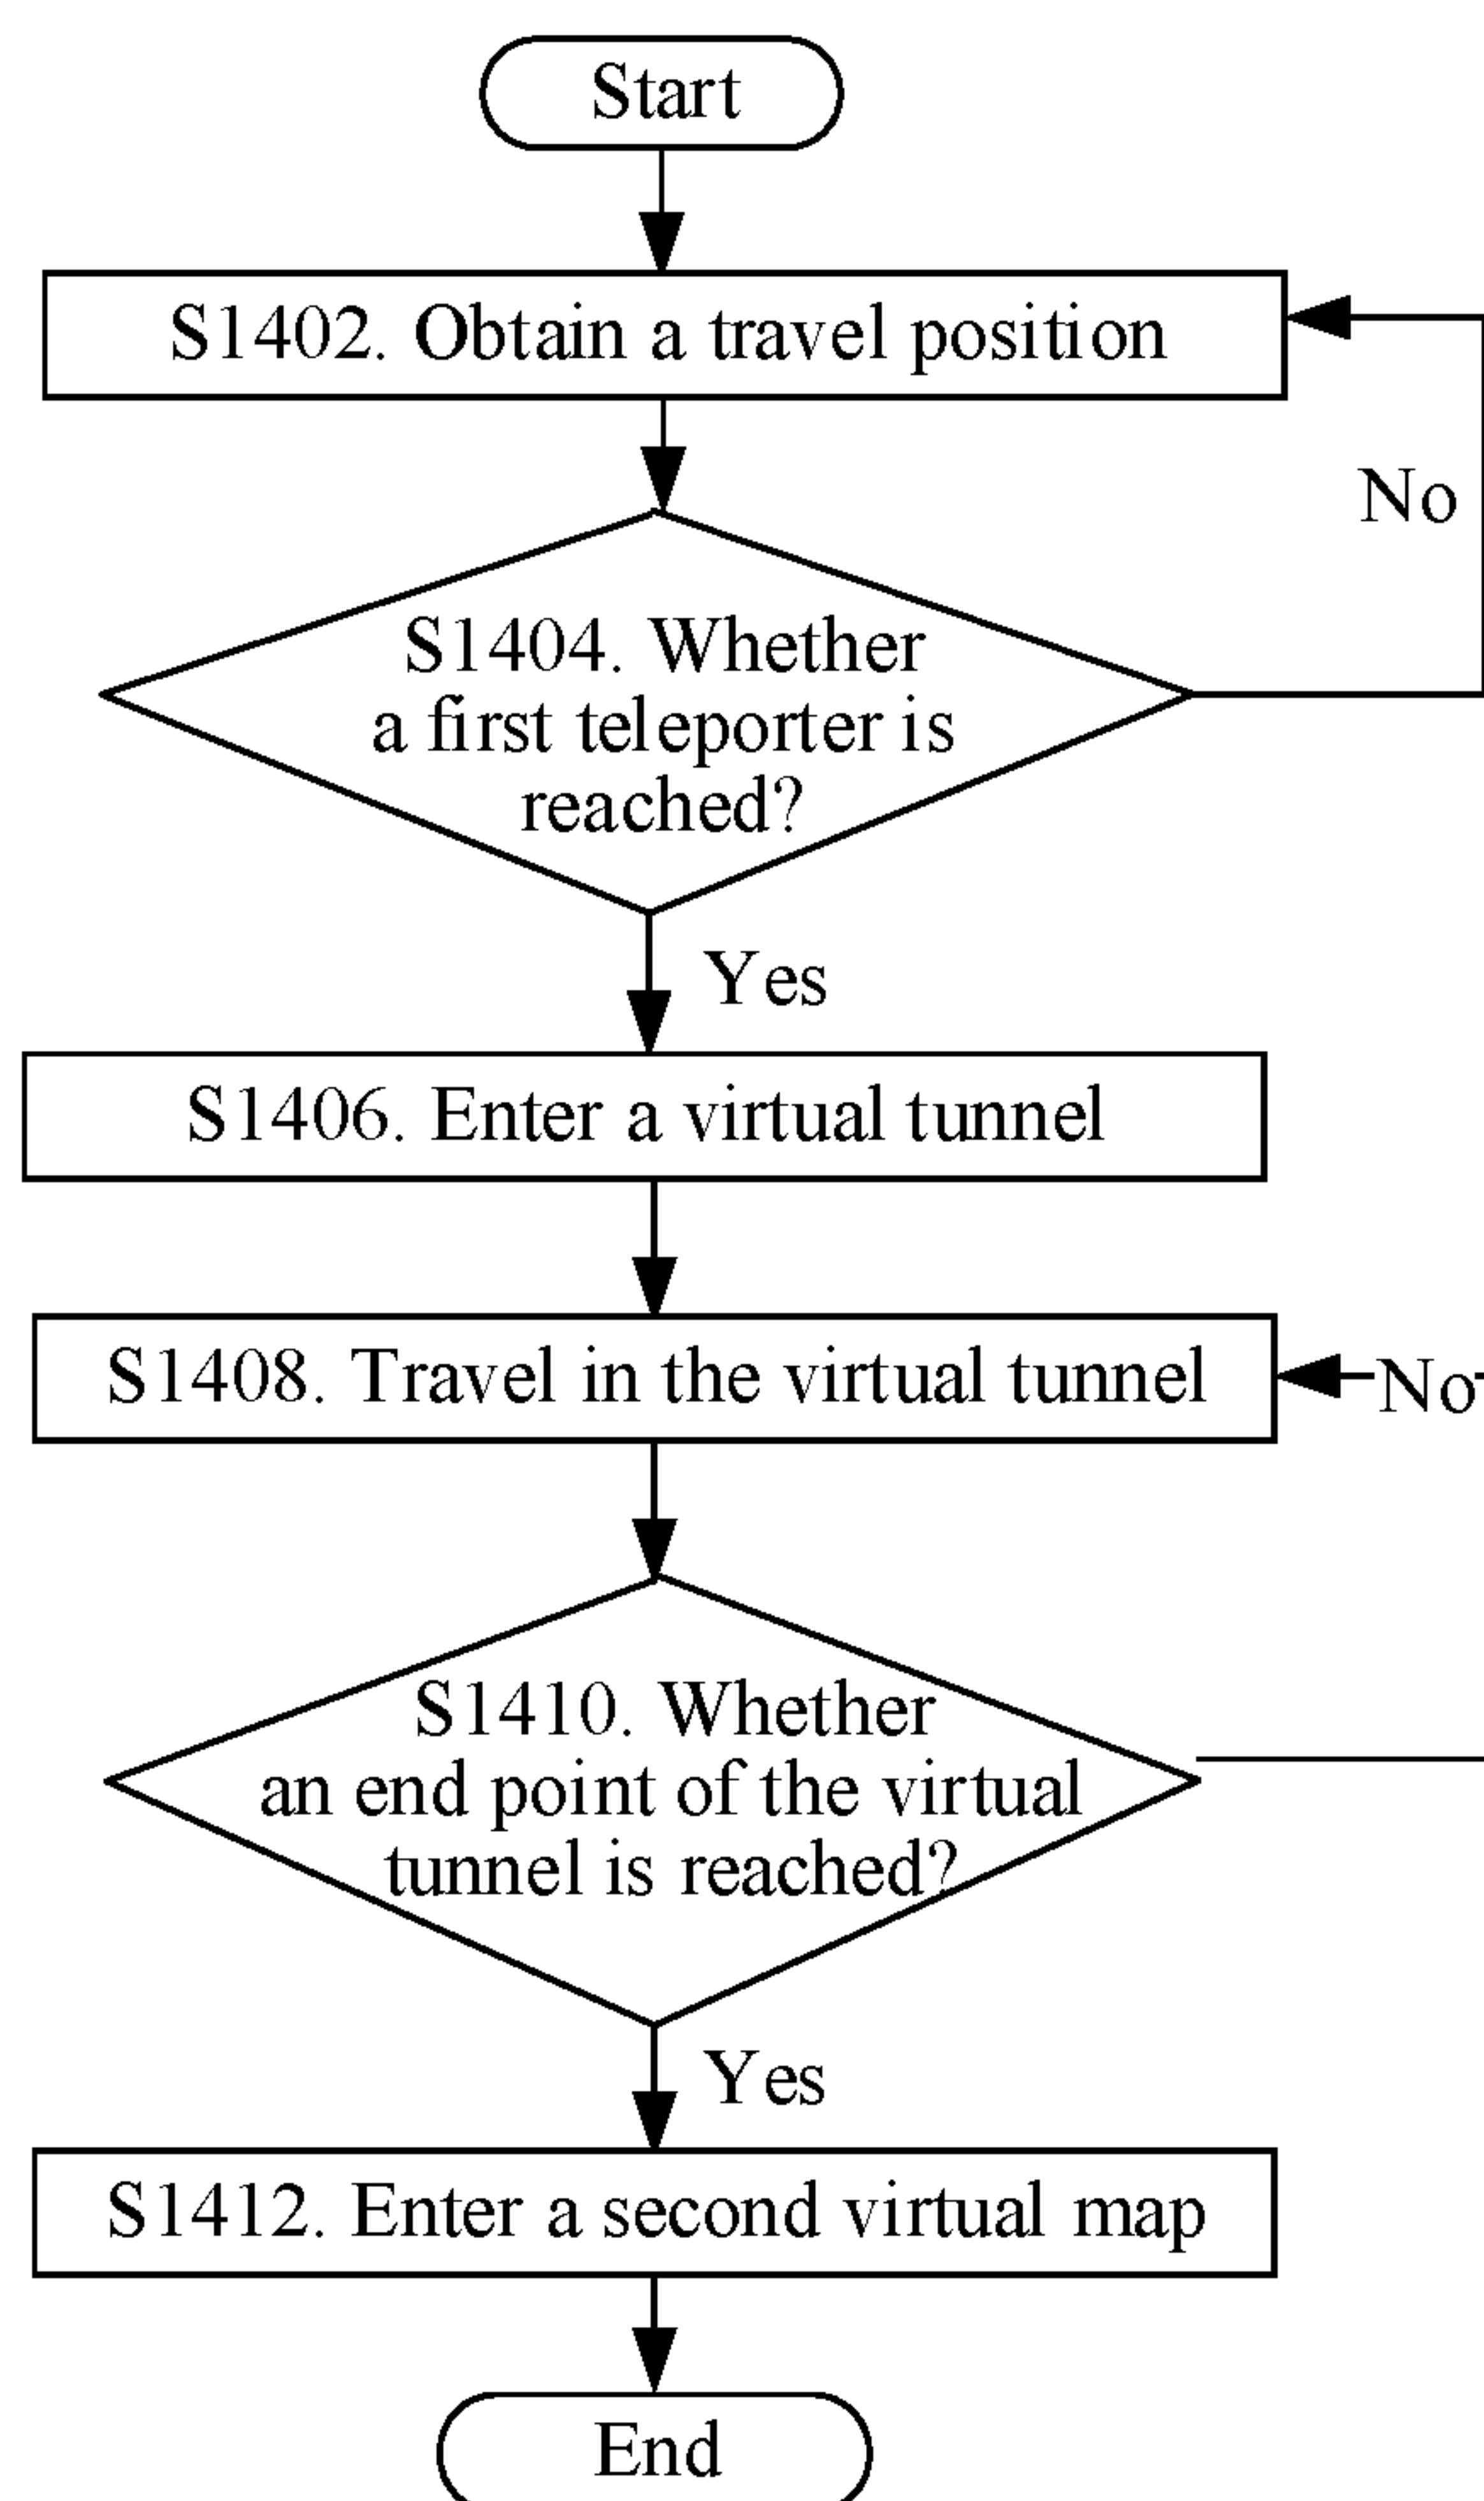 Start
S1402. Obtain a travel position
No
S1404. Whether
a first teleporter is
reached?
Yes
S1406. Enter a virtual tunnel
S1408. Travel in the virtual tunnel
No
S1410. Whether
an end point of the virtual
tunnel is reached?
Yes
S1412. Enter a second virtual map
End